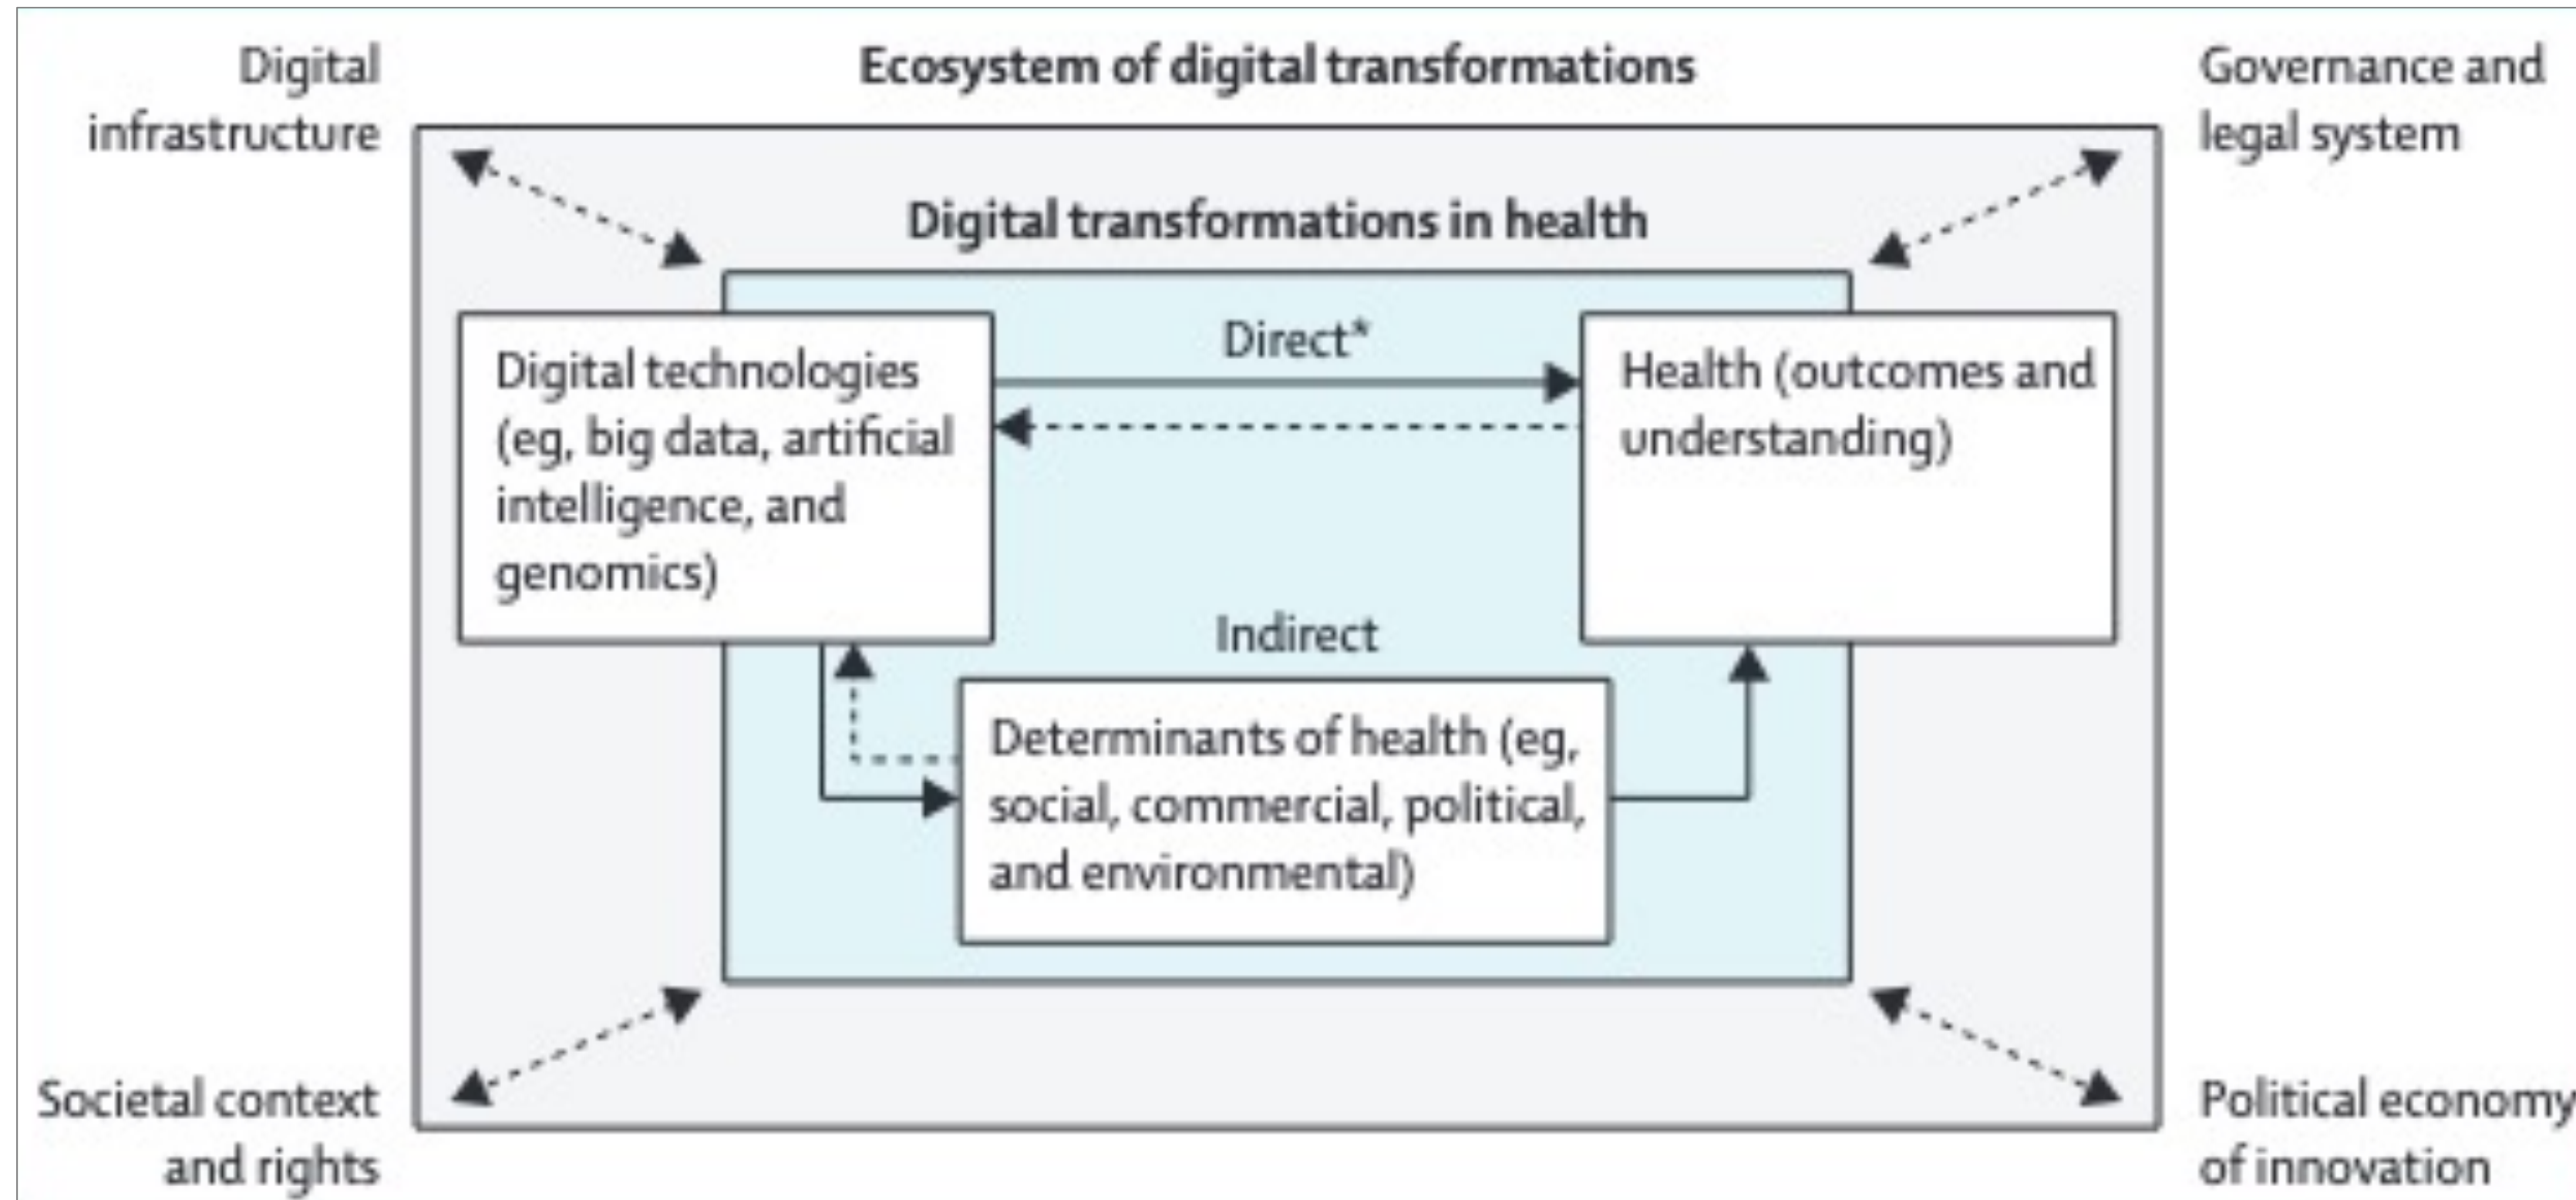 Digital
infrastructure
Ecosystem of digital transformations
Governance and
legal system
Digital transformations in health
Digital technologies
(eg, big data, artificial
intelligence, and
genomics)
Direct*
Health (outcomes and
understanding)
Indirect
Determinants of health (eg,
social, commercial, political,
and environmental)
Societal context
and rights
Political economy
of innovation